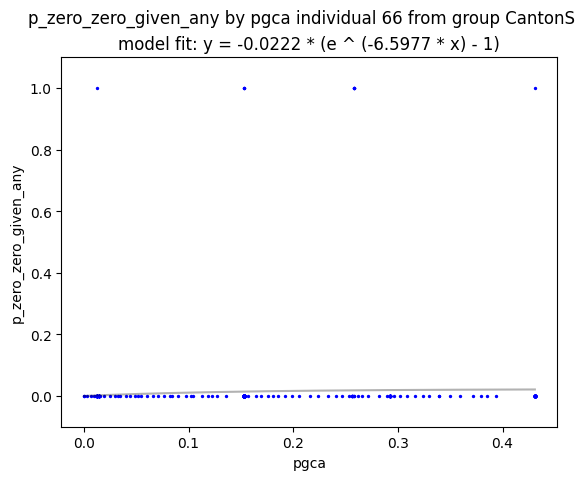 p_zero_zero_given_any by pgca individual 66 from group CantonS
model fit: y = -0.0222 * (e ^ (-6.5977 * x) - 1)
1.0
0.8
0.6
0.4
0.2
0.0
p_zero_zero_given_any
0.0 0.1 0.2 0.3 0.4
pgca